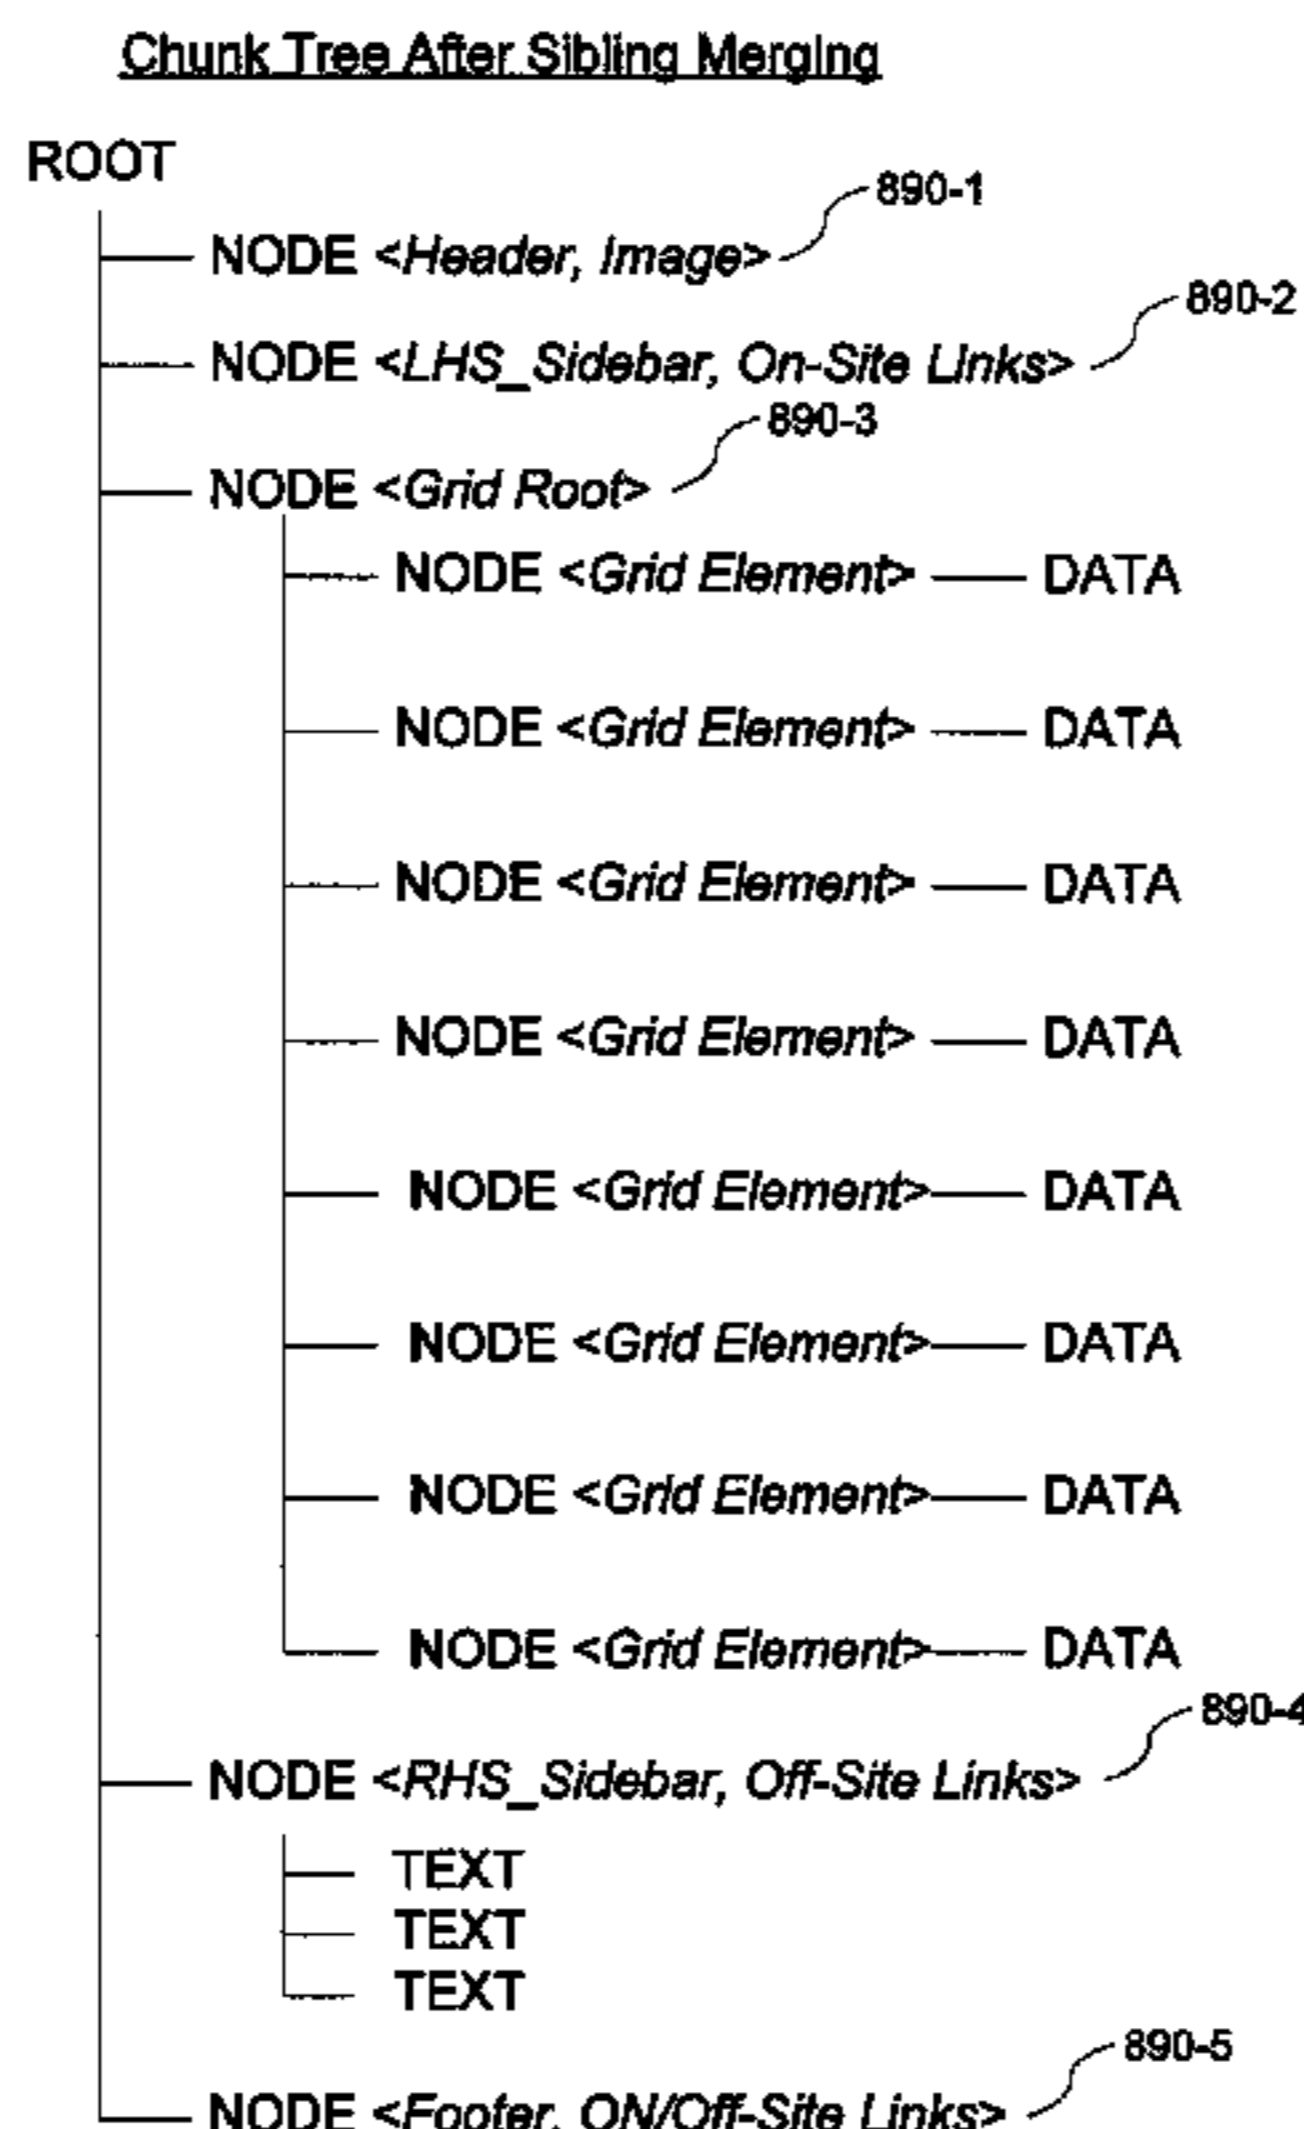 Chunk Tree After Sibling Merging
ROOT
890-1
NODE <Header, Image>
890-2
NODE <LHS_Sidebar, On-Site Links>
890-3
NODE <Grid Root>
NODE <Grid Element> DATA
NODE <Grid Element> DATA
NODE <Grid Element> DATA
NODE <Grid Element> DATA
NODE <Grid Element> DATA
NODE <Grid Element> DATA
NODE <Grid Element> DATA
NODE <Grid Element> DATA
890-4
NODE <RHS_Sidebar, Off-Site Links>
TEXT
TEXT
TEXT
890-5
NODE <Footer, ON/Off-Site Links>